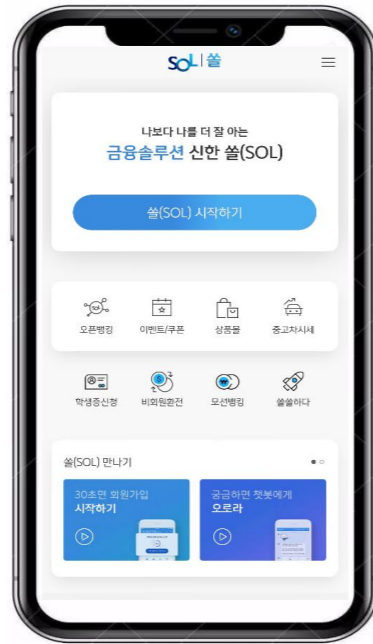 SOL | 쏠
나보다 나를 더 잘 아는
금융솔루션 신한 쏠(SOL)
쏠(SOL) 시작하기
오픈뱅킹 이벤트/쿠폰 상품몰 중고차시세
학생증신청 비회원환전 모션뱅킹 쏠쏠하다
쏠(SOL) 만나기
30초면 회원가입
시작하기
궁금하면 챗봇에게
오로라